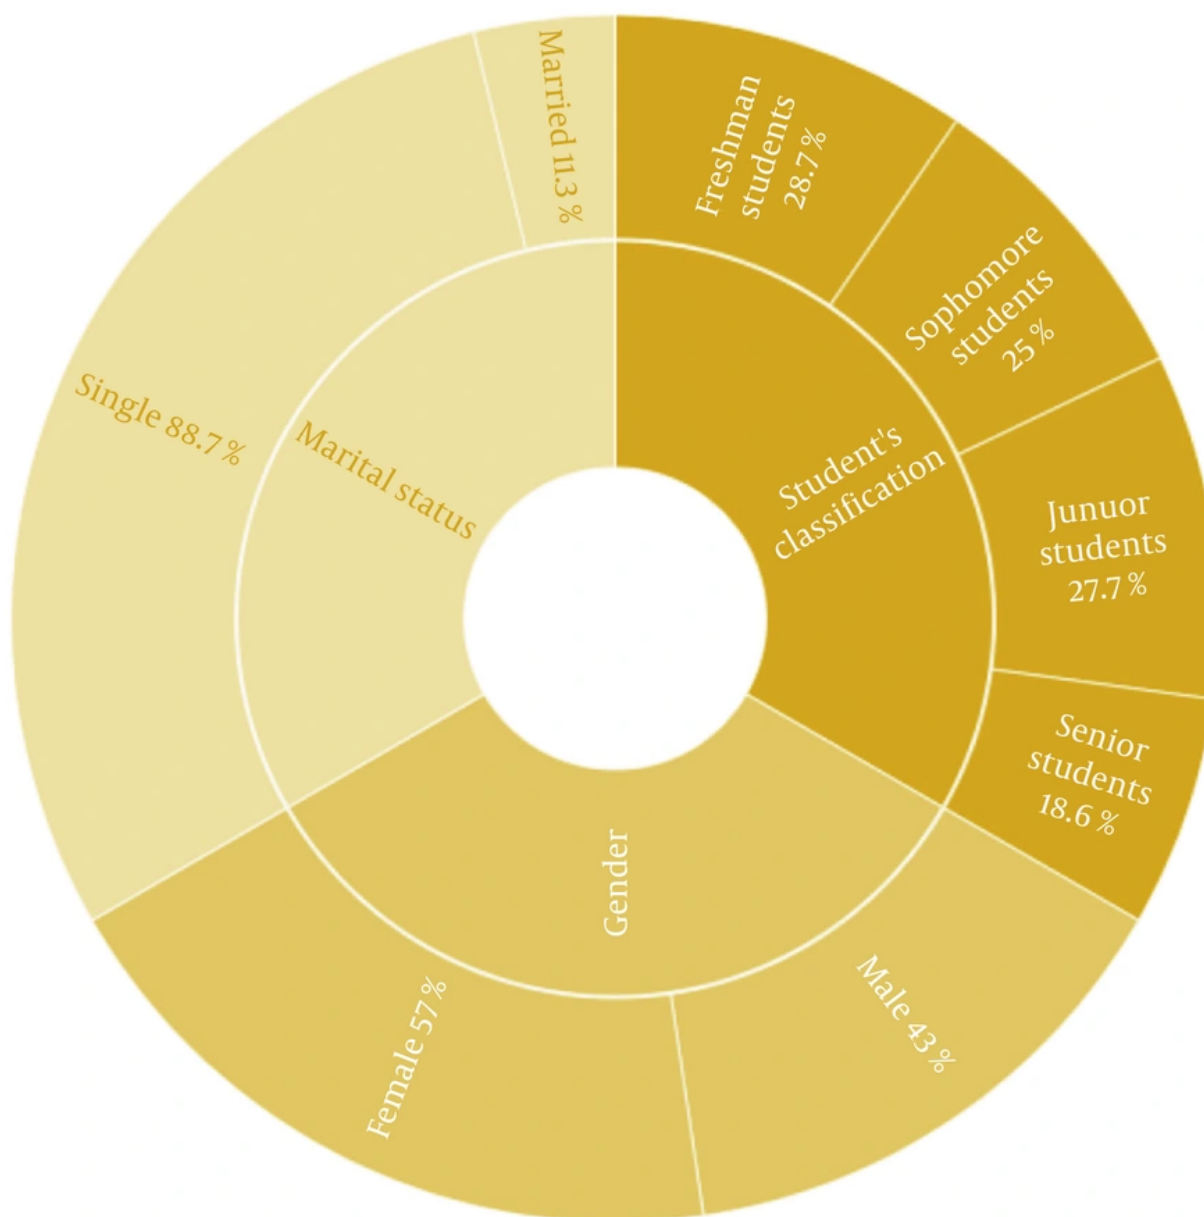 Married 11.3 %
Freshman
students
28.7 %
Sophomore
students
25 %
Single 88.7 %
Marital status
Student's
classification
Junuor
students
27.7 %
Senior
students
18.6 %
Gender
Female 57 %
Male 43 %